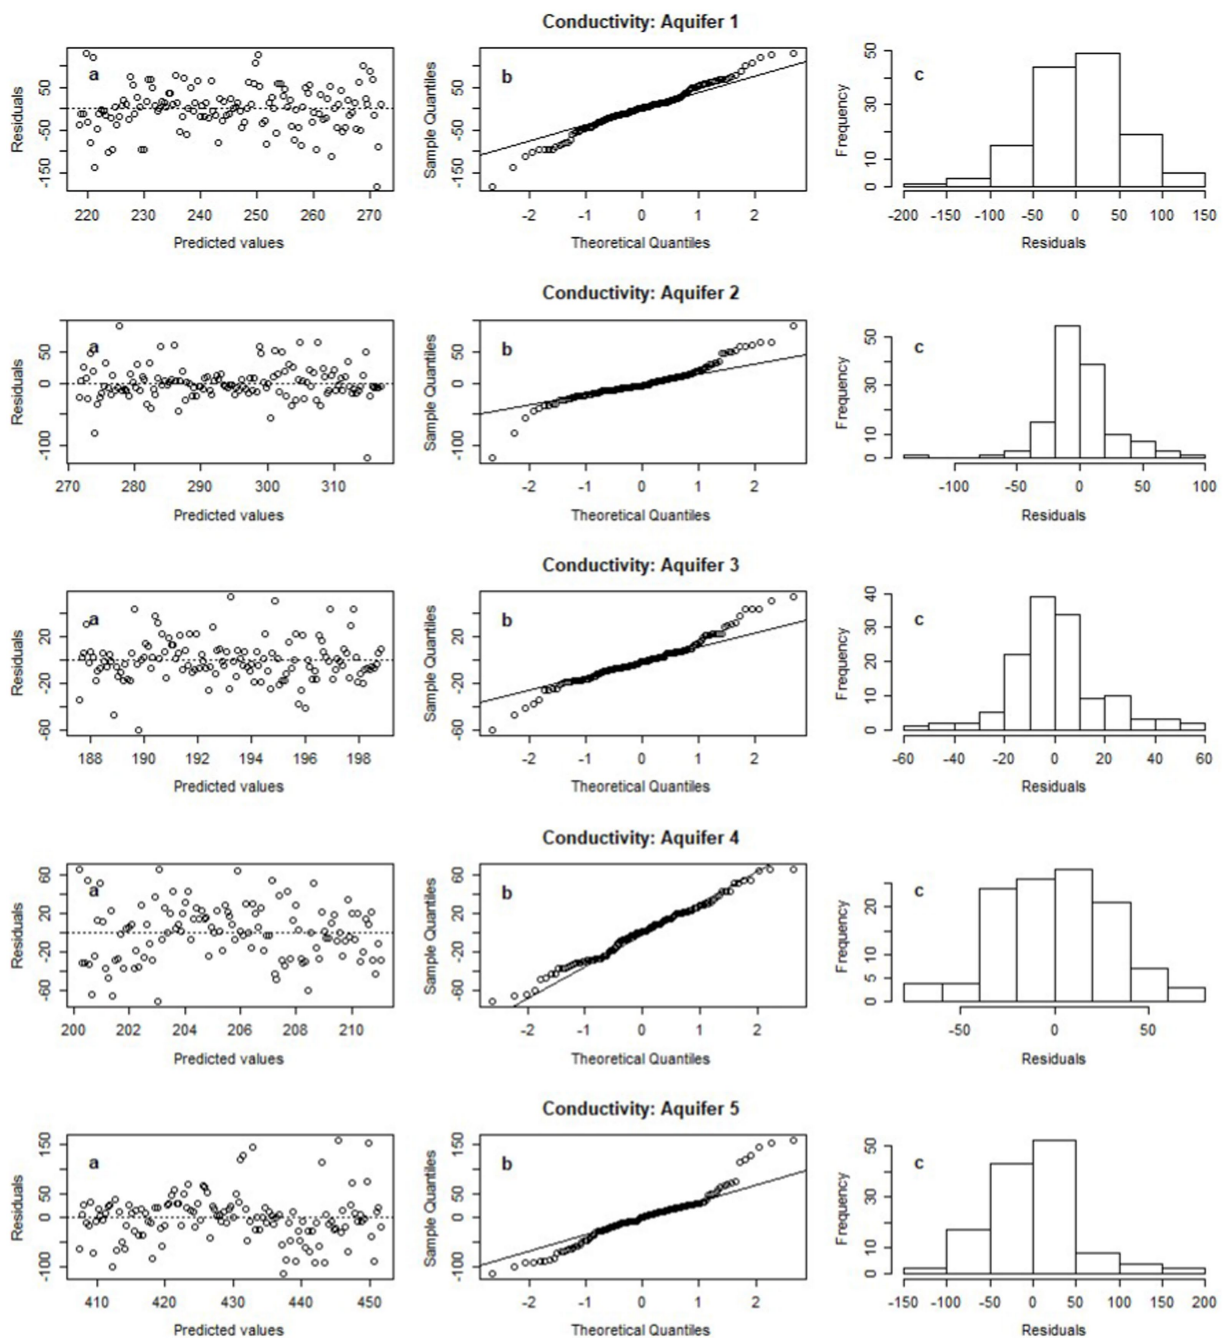 Conductivity: Aquifer 1
a
b
c
Residuals
-150 -50 50
220 230 240 250 260 270
Predicted values
Sample Quantiles
-150 -50 50
-2 -1 0 1 2
Theoretical Quantiles
Frequency
0 10 30 50
-200 -150 -100 -50 0 50 100 150
Residuals
Conductivity: Aquifer 2
a
b
c
Residuals
-100 0 50
270 280 290 300 310
Predicted values
Sample Quantiles
-100 0 50
-2 -1 0 1 2
Theoretical Quantiles
Frequency
0 10 30 50
-100 -50 0 50 100
Residuals
Conductivity: Aquifer 3
a
b
c
Residuals
-60 -20 20
188 190 192 194 196 198
Predicted values
Sample Quantiles
-60 -20 20
-2 -1 0 1 2
Theoretical Quantiles
Frequency
0 10 20 30 40
-60 -40 -20 0 20 40 60
Residuals
Conductivity: Aquifer 4
a
b
c
Residuals
-60 -20 20 60
200 202 204 206 208 210
Predicted values
Sample Quantiles
-60 -20 20 60
-2 -1 0 1 2
Theoretical Quantiles
Frequency
0 5 10 20
-50 0 50
Residuals
Conductivity: Aquifer 5
a
b
c
Residuals
-100 0 50 150
410 420 430 440 450
Predicted values
Sample Quantiles
-100 0 50 150
-2 -1 0 1 2
Theoretical Quantiles
Frequency
0 10 30 50
-150 -100 -50 0 50 100 150 200
Residuals